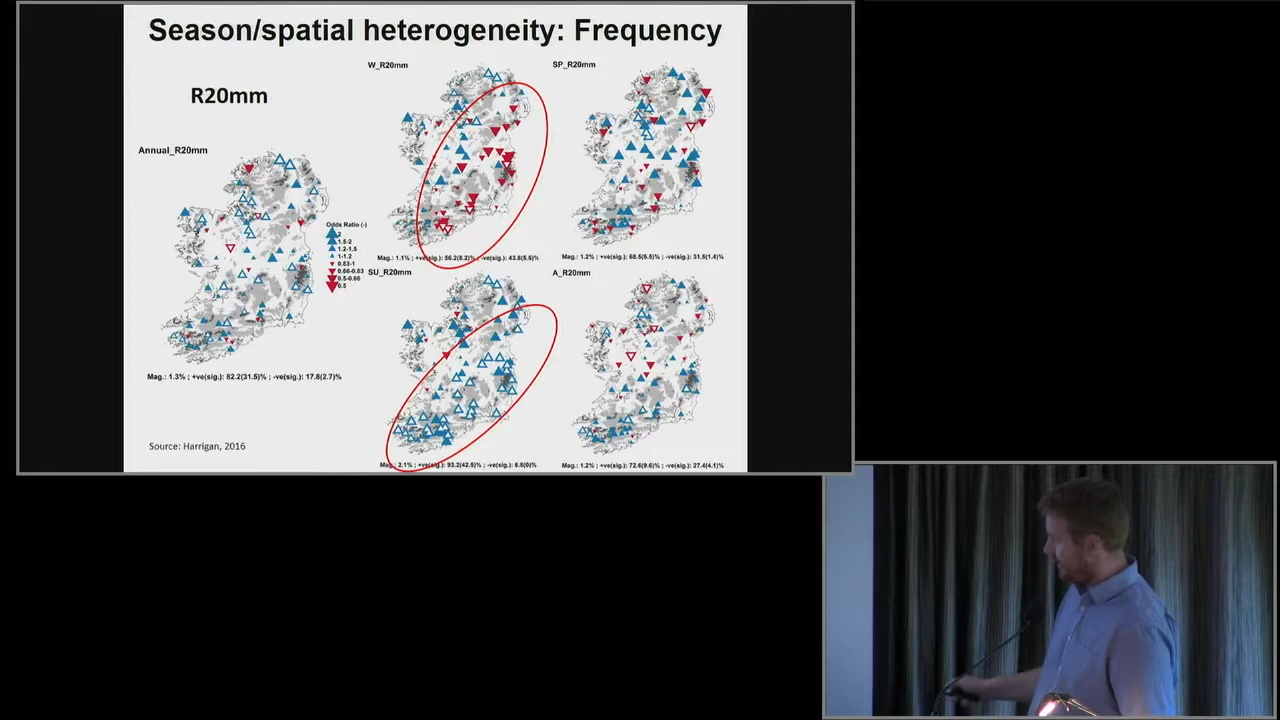 Season/spatial heterogeneity: Frequency
R20mm
Annual_R20mm
Odds Ratio (-)
2
1.5-2
1.2-1.5
1-1.2
0.83-1
0.66-0.83
0.5-0.66
0.5
Mag.: 1.3% ; +ve(sig.): 82.2(31.5)% ; -ve(sig.): 17.8(2.7)%
Source: Harrigan, 2016
W_R20mm
Mag.: 1.1% ; +ve(sig.): 56.2(8.2)% ; -ve(sig.): 43.8(5.5)%
SP_R20mm
Mag.: 1.2% ; +ve(sig.): 68.5(5.5)% ; -ve(sig.): 31.5(1.4)%
SU_R20mm
Mag.: 2.1% ; +ve(sig.): 93.2(42.5)% ; -ve(sig.): 6.8(0)%
A_R20mm
Mag.: 1.2% ; +ve(sig.): 72.6(9.6)% ; -ve(sig.): 27.4(4.1)%